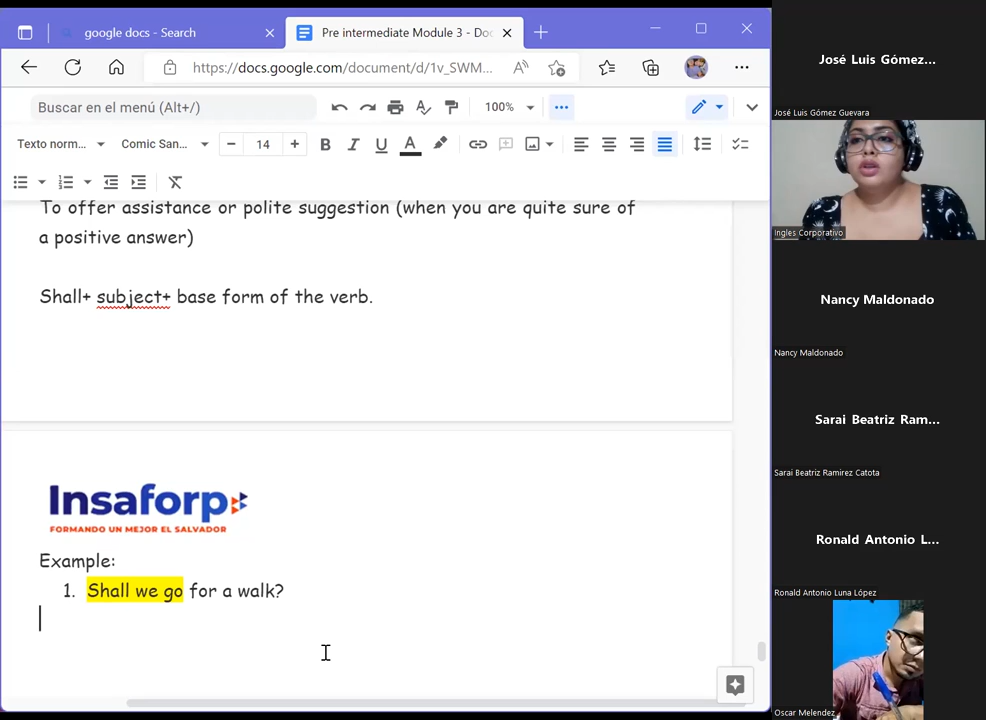 google docs - Search
Pre intermediate Module 3 - Doc
https://docs.google.com/document/d/1v_SWM...
Buscar en el menú (Alt+/)
100%
Texto norm...
Comic San...
14
To offer assistance or polite suggestion (when you are quite sure of
a positive answer)
Shall+ subject+ base form of the verb.
Insaforp
FORMANDO UN MEJOR EL SALVADOR
Example:
1. Shall we go for a walk?
José Luis Gómez...
José Luis Gómez Guevara
Ingles Corporativo
Nancy Maldonado
Nancy Maldonado
Sarai Beatriz Ram...
Sarai Beatriz Ramirez Catota
Ronald Antonio L...
Ronald Antonio Luna López
Oscar Melendez